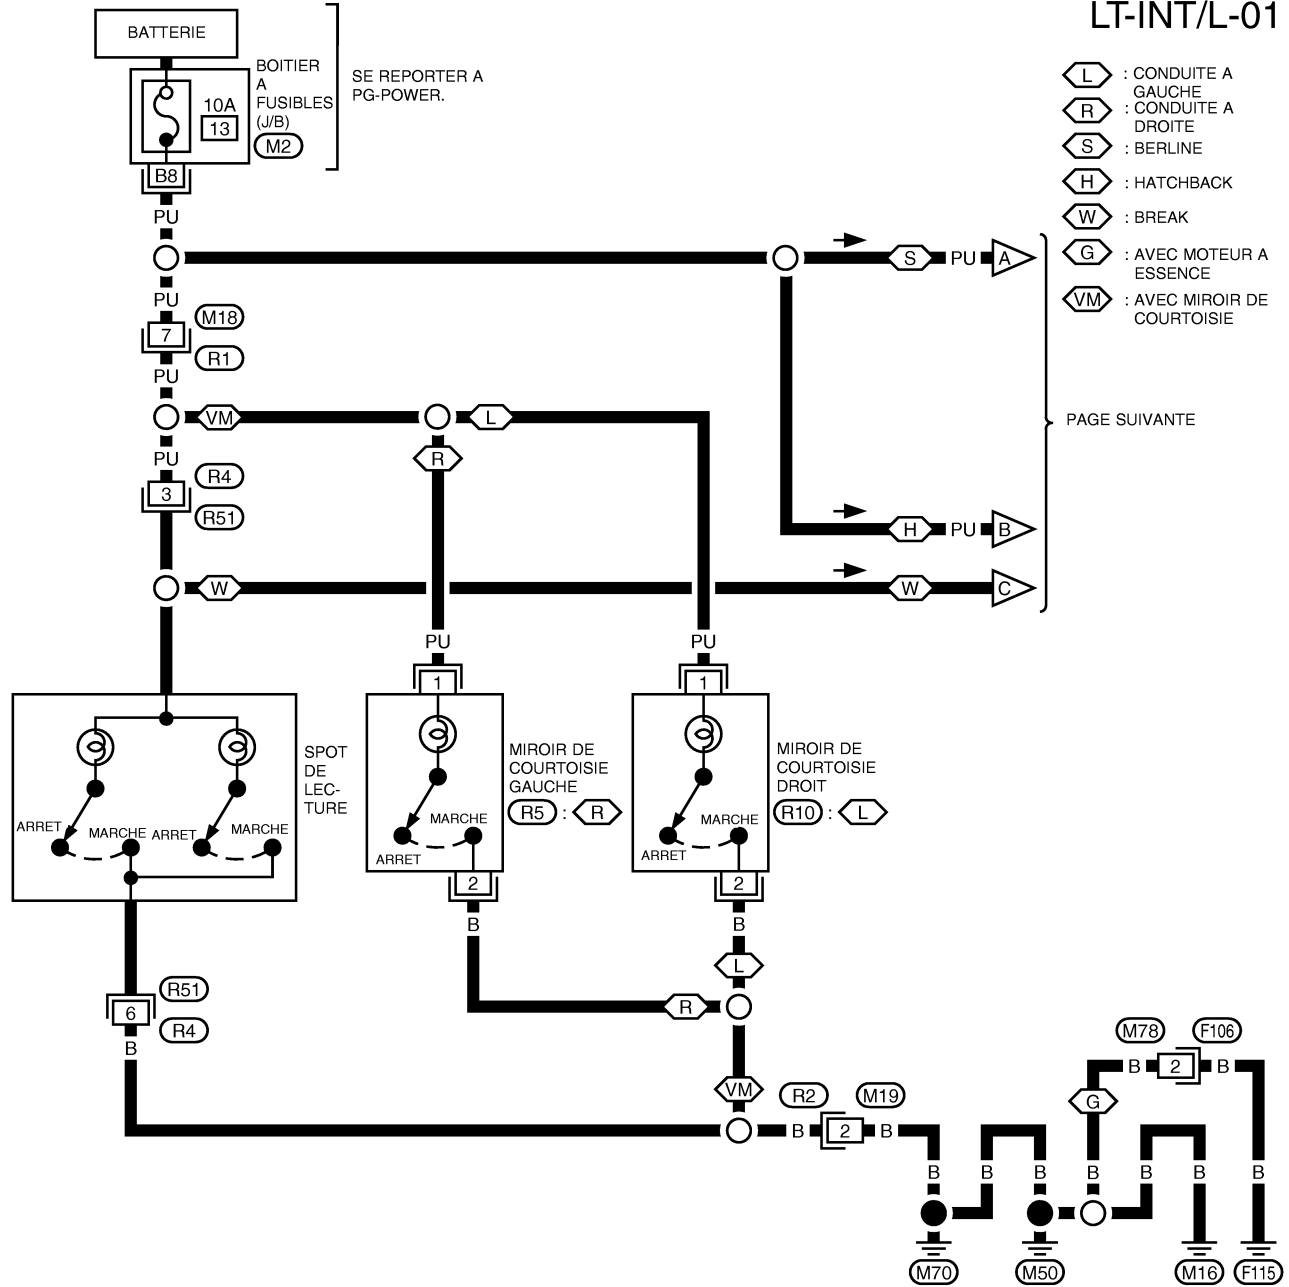 LT-INT/L-01
BATTERIE
BOITIER
A
FUSIBLES
(J/B)
M2
10A
13
SE REPORTER A
PG-POWER.
B8
PU
L : CONDUITE A
GAUCHE
R : CONDUITE A
DROITE
S : BERLINE
H : HATCHBACK
W : BREAK
G : AVEC MOTEUR A
ESSENCE
VM : AVEC MIROIR DE
COURTOISIE
S PU A
PU
M18
7
R1
PU
VM L
PAGE SUIVANTE
R
PU
R4
3
R51
H PU B
W W C
PU PU
1 1
SPOT
DE
LEC-
TURE
MIROIR DE
COURTOISIE
GAUCHE
R5 : R
MIROIR DE
COURTOISIE
DROIT
R10 : L
ARRET MARCHE ARRET MARCHE
MARCHE
ARRET
MARCHE
ARRET
2 2
B B
L
R51
6
R4
B
R
VM
R2 M19
B 2 B
M78 F106
B 2 B
G
B B B B B B
M70 M50 M16 F115